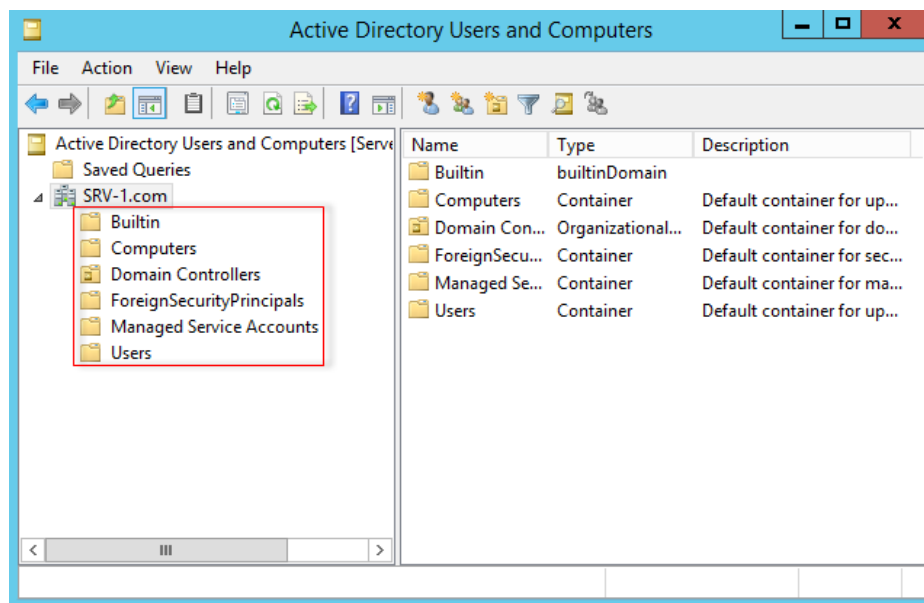 Active Directory Users and Computers
File Action View Help
Active Directory Users and Computers [Serve
Saved Queries
SRV-1.com
Builtin
Computers
Domain Controllers
ForeignSecurityPrincipals
Managed Service Accounts
Users
Name Type Description
Builtin builtinDomain
Computers Container Default container for up...
Domain Con... Organizational... Default container for do...
ForeignSecu... Container Default container for sec...
Managed Se... Container Default container for ma...
Users Container Default container for up...